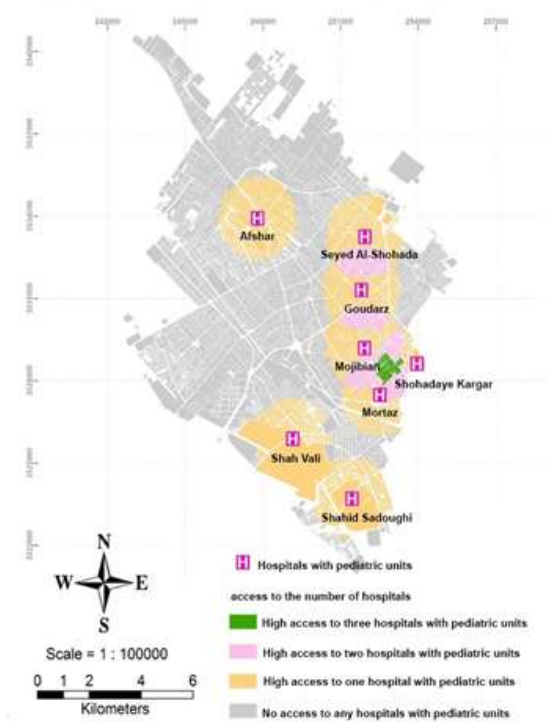 Afshar
Seyed Al-Shohada
Goudarz
Mojibian
Shohadaye Kargar
Mortaz
Shah Vali
Shahid Sadoughi
N
W E
S
Scale = 1 : 100000
0 1 2 4 6
Kilometers
H Hospitals with pediatric units
access to the number of hospitals
High access to three hospitals with pediatric units
High access to two hospitals with pediatric units
High access to one hospital with pediatric units
No access to any hospitals with pediatric units